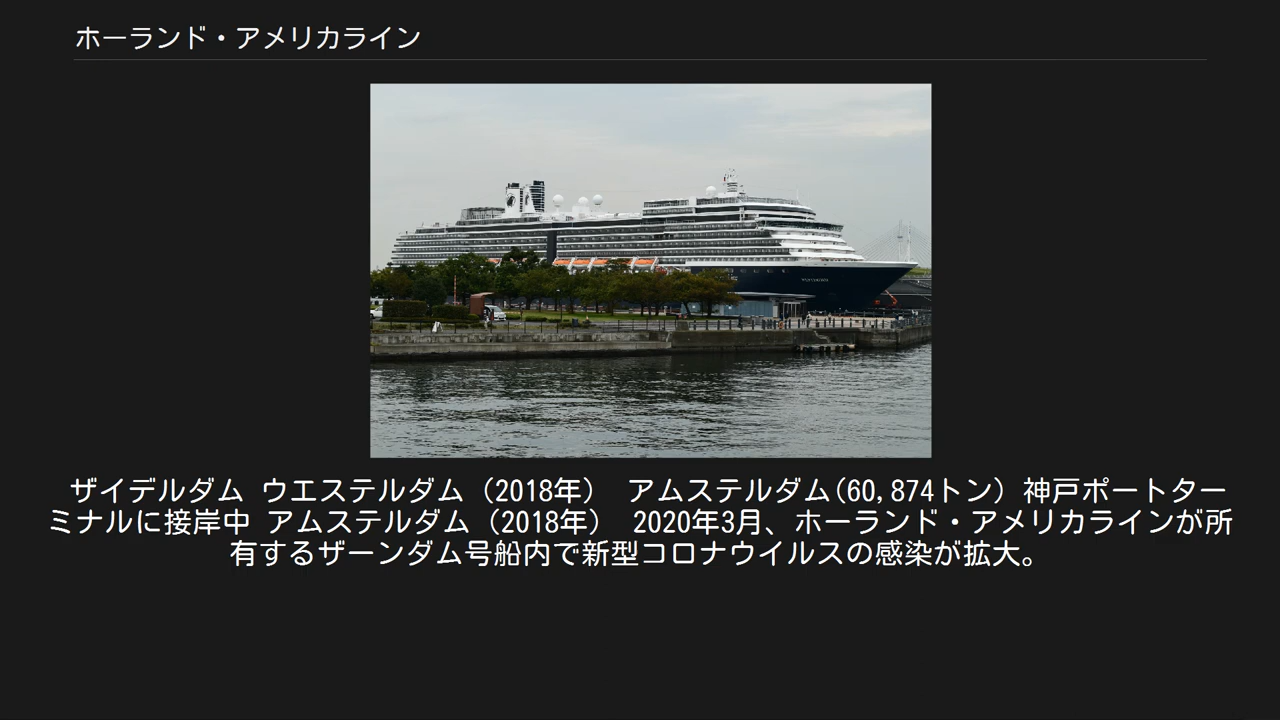 ホーランド・アメリカライン
ザイデルダム ウエステルダム（2018年） アムステルダム(60,874トン) 神戸ポートター
ミナルに接岸中 アムステルダム（2018年） 2020年3月、ホーランド・アメリカラインが所
有するザーンダム号船内で新型コロナウイルスの感染が拡大。